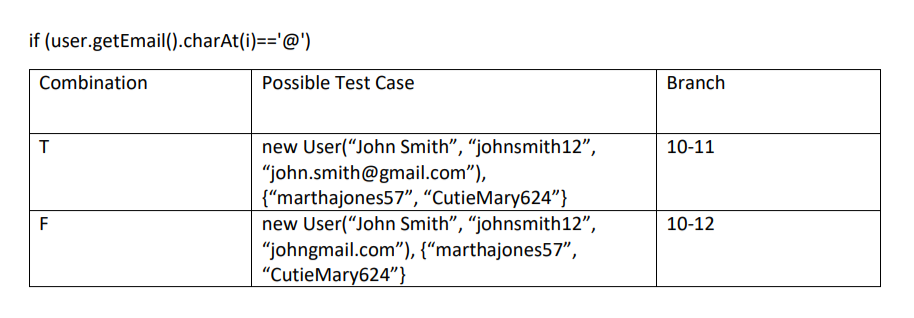 if (user.getEmail().charAt(i)=='@')
Combination Possible Test Case Branch
T new User(“John Smith”, “johnsmith12”, 10-11
“john.smith@gmail.com”),
{“marthajones57”, “CutieMary624”}
F new User(“John Smith”, “johnsmith12”, 10-12
“johngmail.com”), {“marthajones57”,
“CutieMary624”}